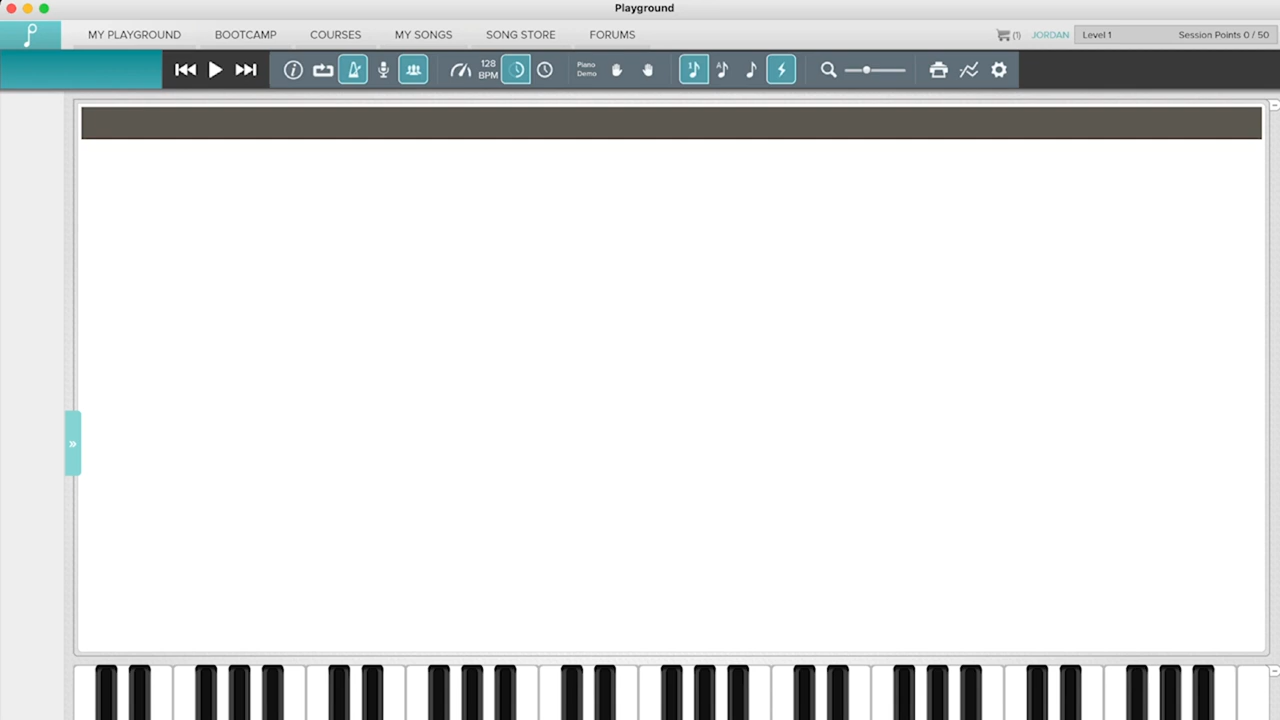 Playground
MY PLAYGROUND BOOTCAMP COURSES MY SONGS SONG STORE FORUMS (1) JORDAN Level 1 Session Points 0 / 50
128
BPM
Piano
Demo
1
A